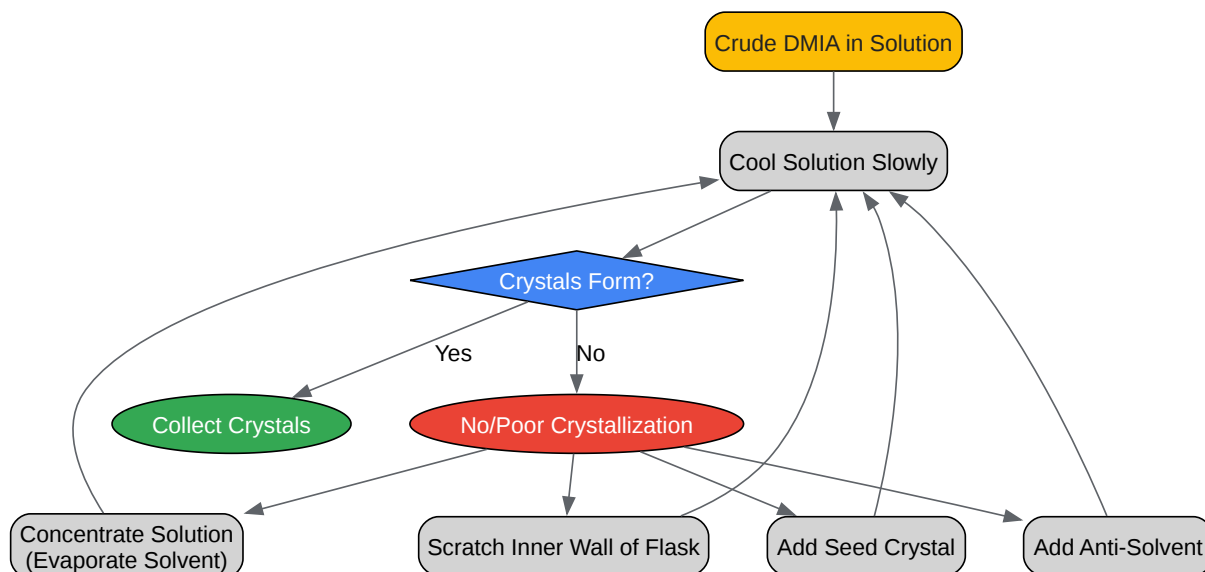 Crude DMIA in Solution
Cool Solution Slowly
Crystals Form?
Yes
No
Collect Crystals
No/Poor Crystallization
Concentrate Solution
(Evaporate Solvent)
Scratch Inner Wall of Flask
Add Seed Crystal
Add Anti-Solvent